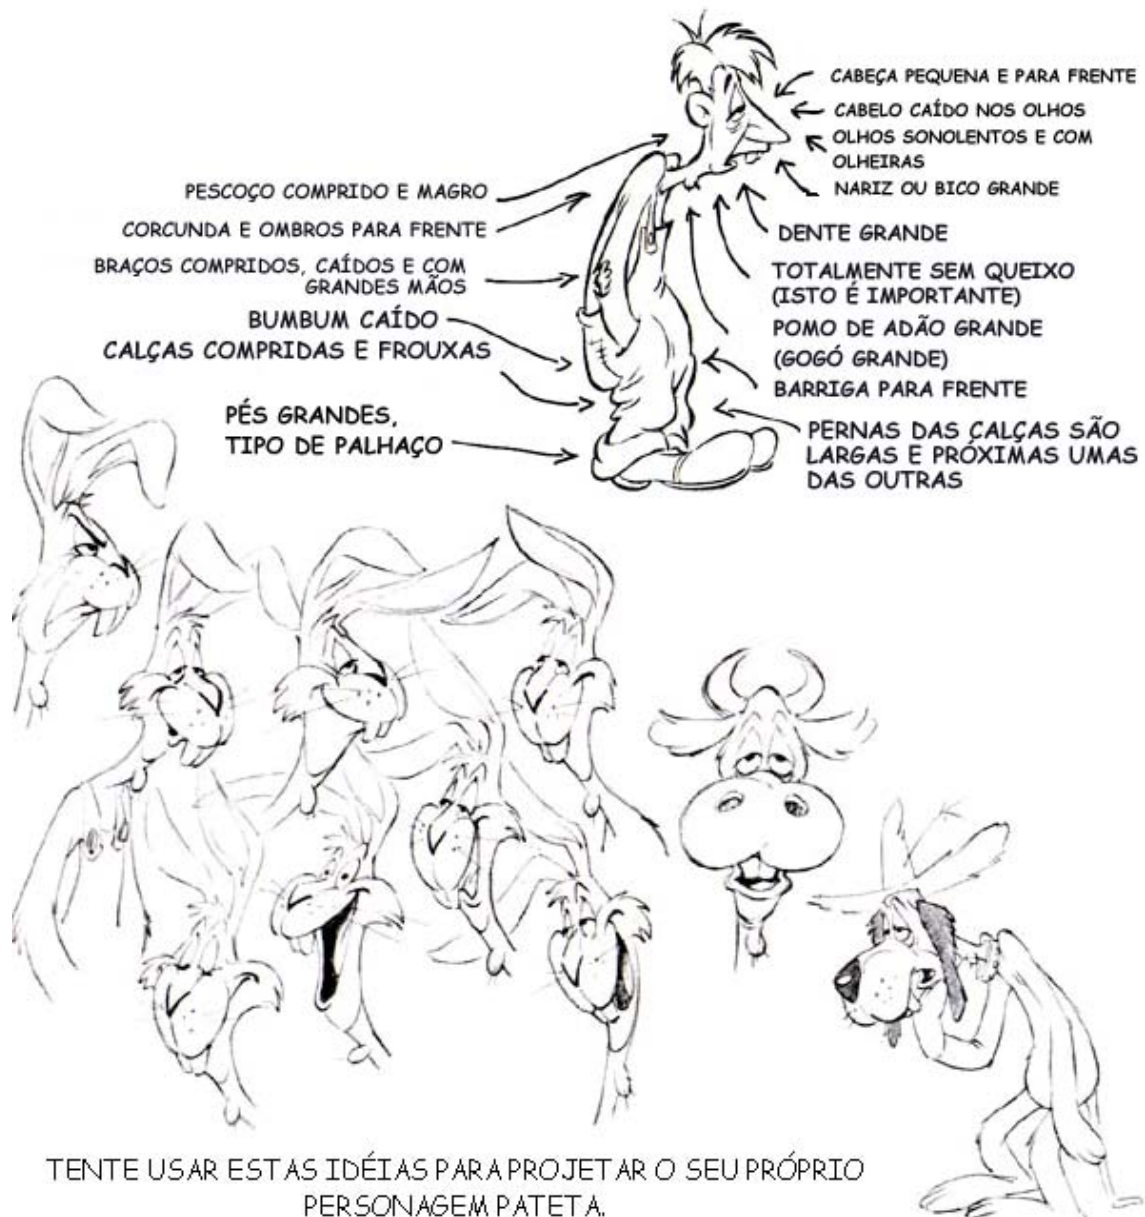 CABEÇA PEQUENA E PARA FRENTE
CABELO CAÍDO NOS OLHOS
OLHOS SONOLENTOS E COM
OLHEIRAS
NARIZ OU BICO GRANDE
DENTE GRANDE
TOTALMENTE SEM QUEIXO
(ISTO É IMPORTANTE)
POMO DE ADÃO GRANDE
(GOGÓ GRANDE)
BARRIGA PARA FRENTE
PERNAS DAS CALÇAS SÃO
LARGAS E PRÓXIMAS UMAS
DAS OUTRAS
PESCOÇO COMPRIDO E MAGRO
CORCUNDA E OMBROS PARA FRENTE
BRAÇOS COMPRIDOS, CAÍDOS E COM
GRANDES MÃOS
BUMBUM CAÍDO
CALÇAS COMPRIDAS E FROUXAS
PÉS GRANDES,
TIPO DE PALHAÇO
TENTE USAR ESTAS IDÉIAS PARA PROJETAR O SEU PRÓPRIO
PERSONAGEM PATETA.